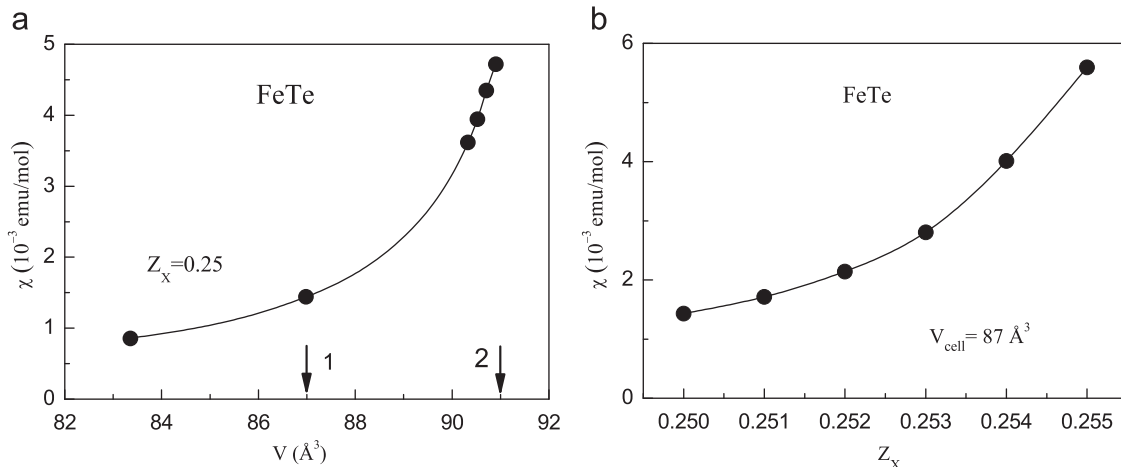 a
5
4
3
2
1
0
χ (10⁻³ emu/mol)
FeTe
Z_X=0.25
1
2
82
84
86
88
90
92
V (Å³)
b
6
4
2
0
χ (10⁻³ emu/mol)
FeTe
V_cell= 87 Å³
0.250
0.251
0.252
0.253
0.254
0.255
Z_X